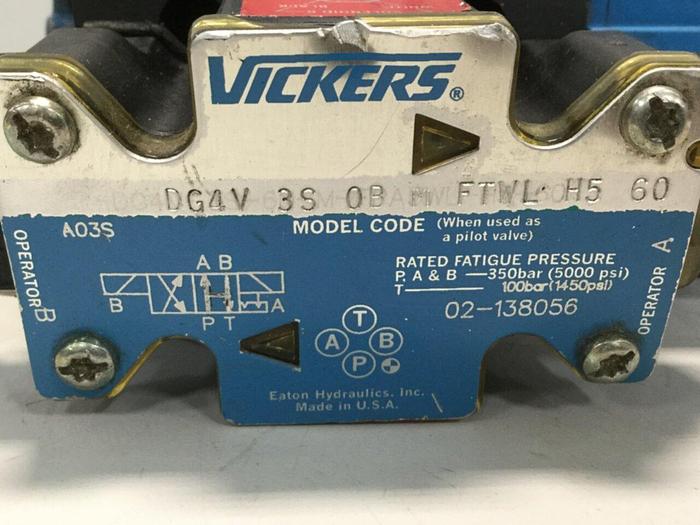 VICKERS®
DG4V 3S 0B M FTWL H5 60
A03S
MODEL CODE (When used as
a pilot valve)
RATED FATIGUE PRESSURE
P, A & B — 350bar (5000 psi)
T — 100bar (1450psi)
02-138056
OPERATOR B
OPERATOR A
A B
B
A
P T
T
A B
P
Eaton Hydraulics, Inc.
Made in U.S.A.